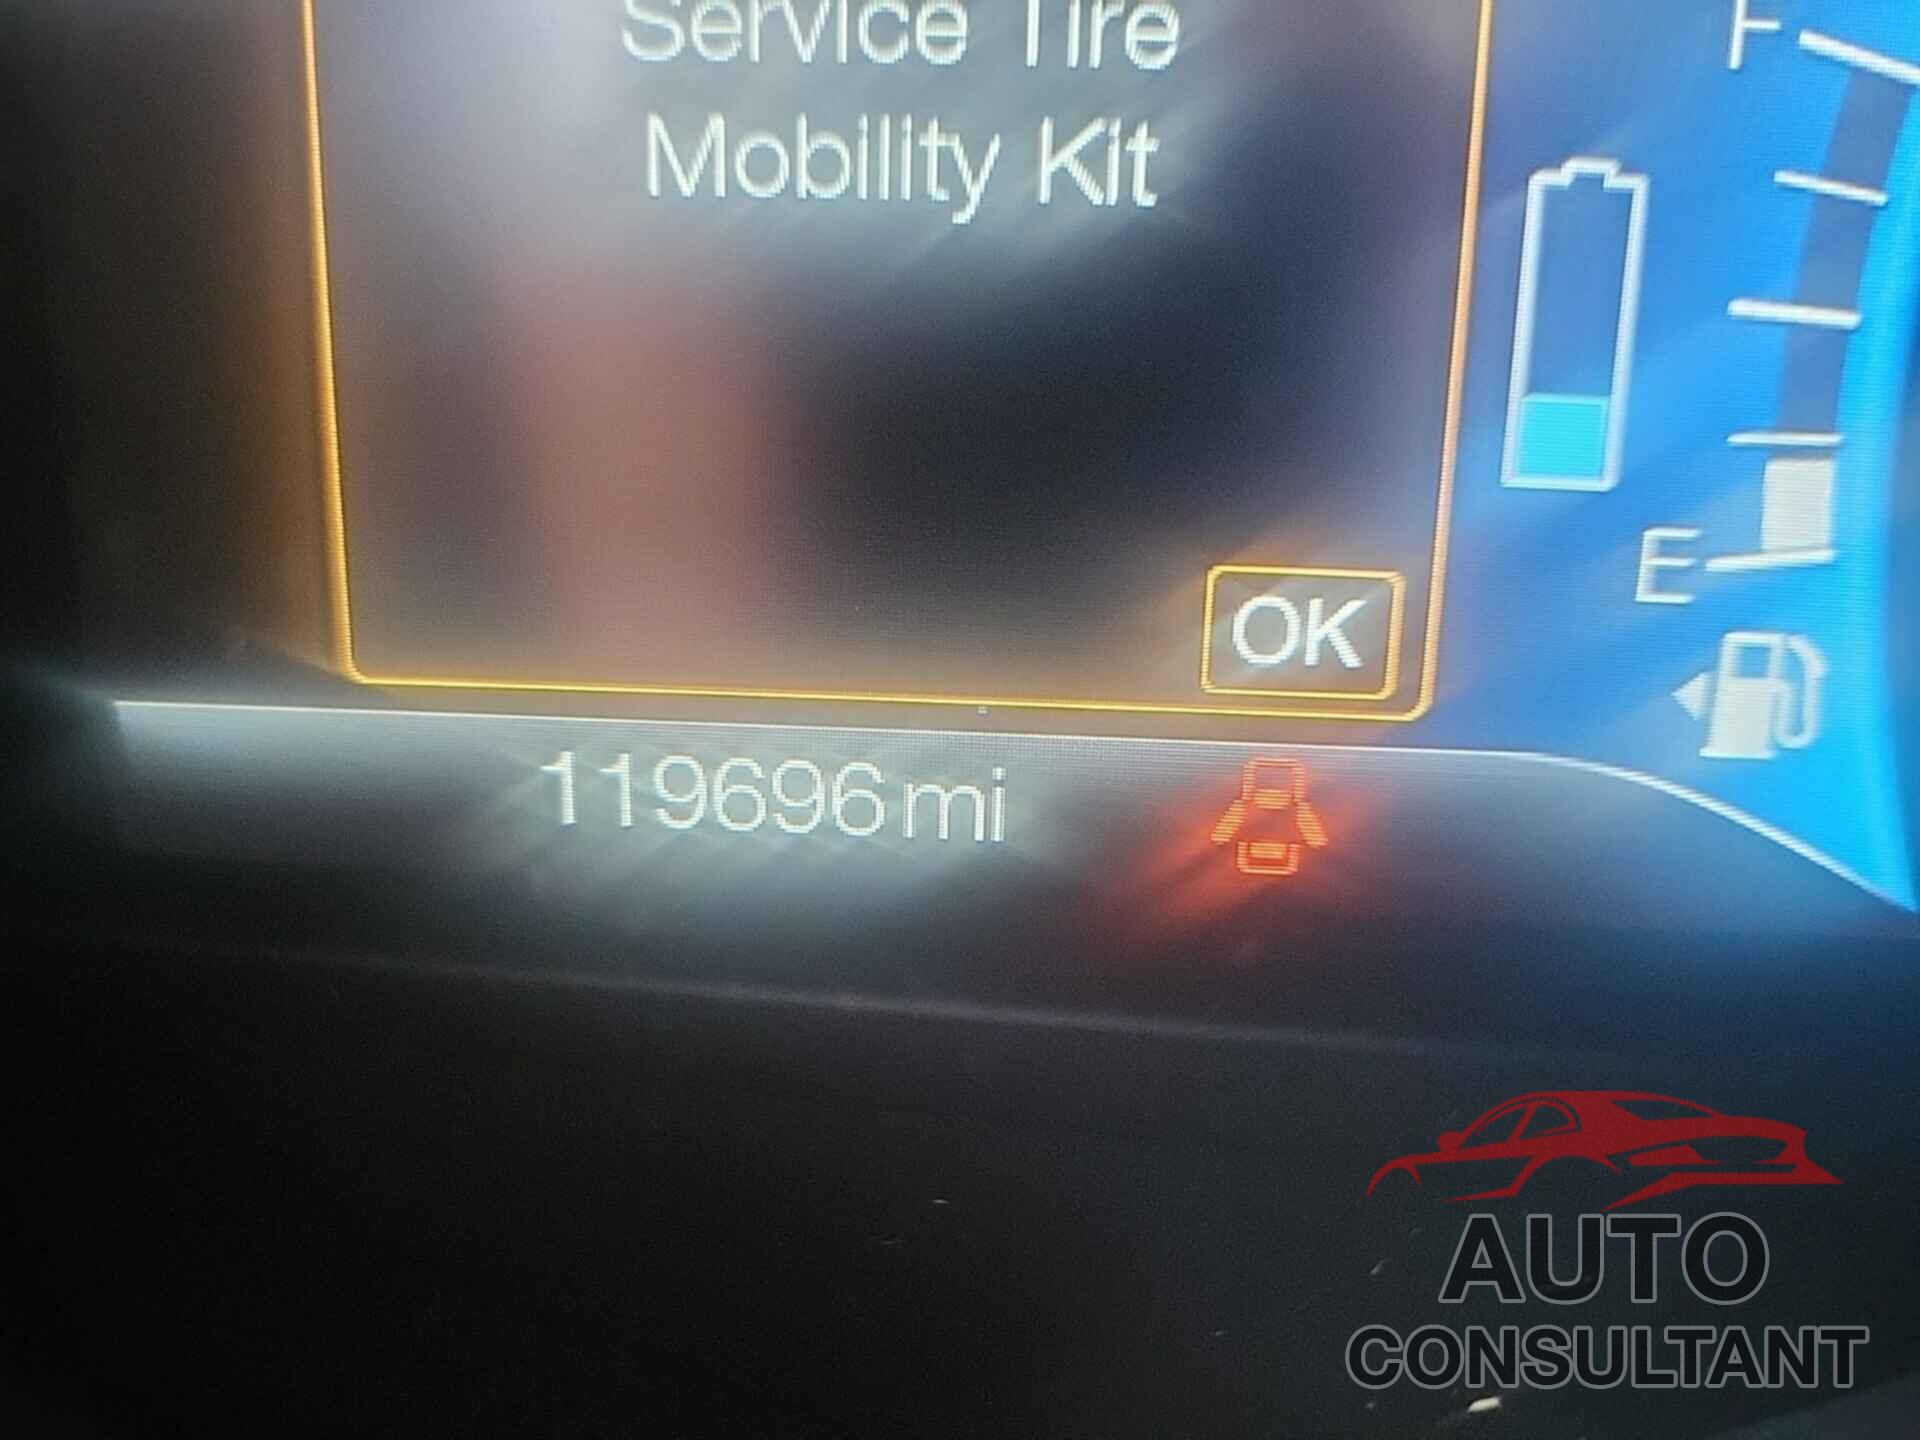 Service Tire
Mobility Kit
F
E
OK
119696 mi
AUTO
CONSULTANT